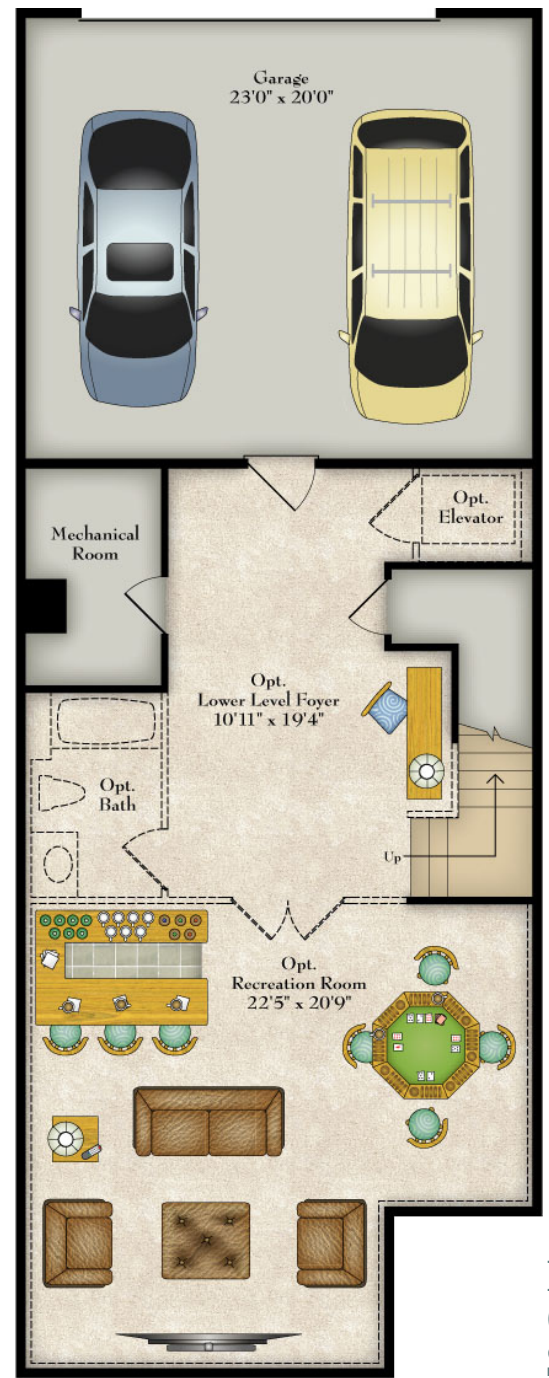 Garage
23'0" x 20'0"
Opt.
Elevator
Mechanical
Room
Opt.
Lower Level Foyer
10'11" x 19'4"
Opt.
Bath
Up
Opt.
Recreation Room
22'5" x 20'9"